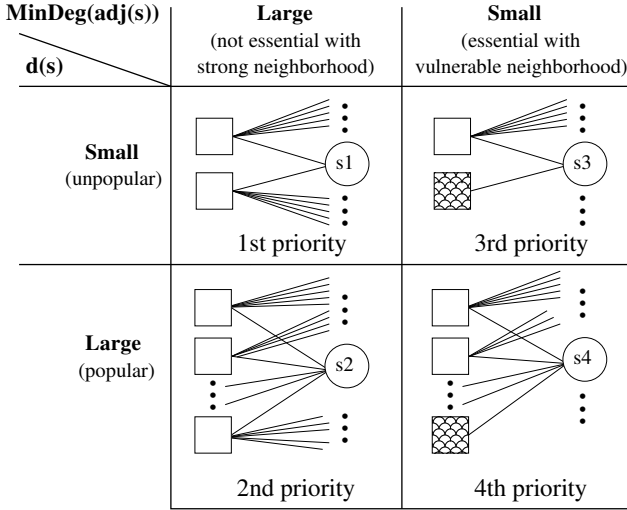 MinDeg(adj(s))
d(s)
Large
(not essential with
strong neighborhood)
Small
(essential with
vulnerable neighborhood)
Small
(unpopular)
s1
1st priority
s3
3rd priority
Large
(popular)
s2
2nd priority
s4
4th priority